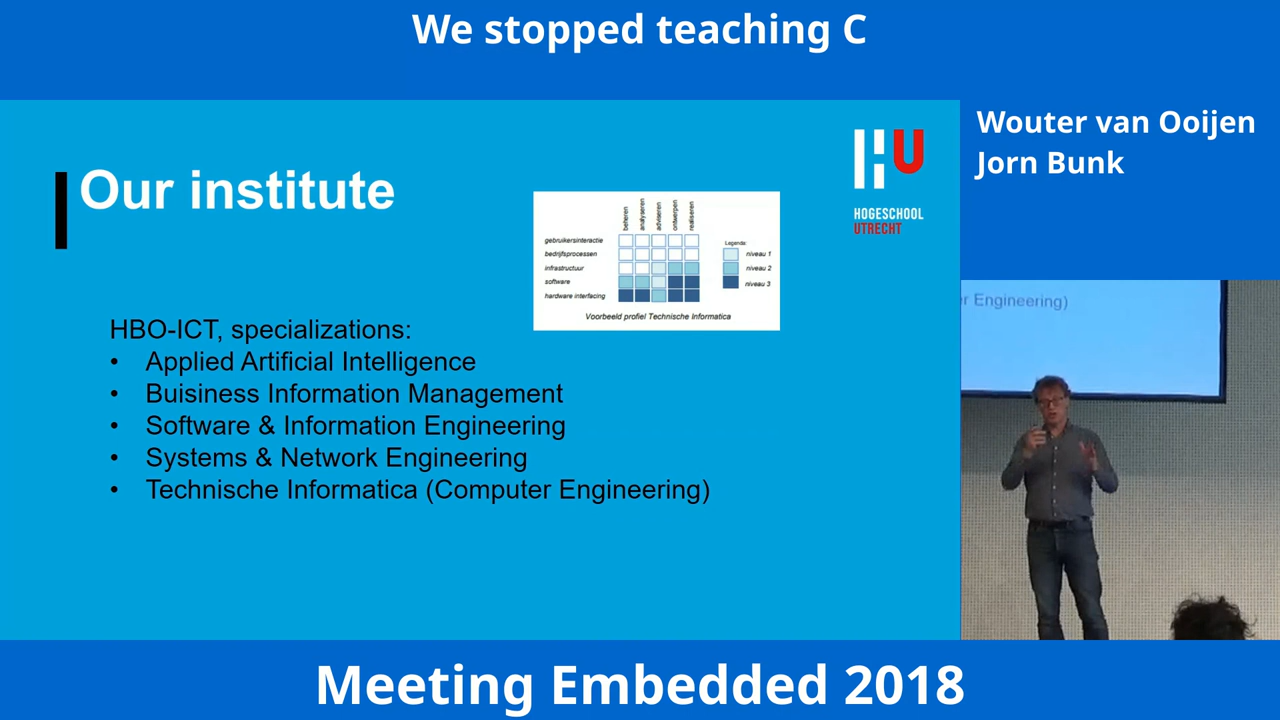 We stopped teaching C
Wouter van Ooijen
Jorn Bunk
Our institute
HU
HOGESCHOOL
UTRECHT
beheren
analyseren
adviseren
ontwerpen
realiseren
gebruikersinteractie
bedrijfsprocessen
infrastructuur
software
hardware interfacing
Legenda:
niveau 1
niveau 2
niveau 3
Voorbeeld profiel Technische Informatica
HBO-ICT, specializations:
• Applied Artificial Intelligence
• Buisiness Information Management
• Software & Information Engineering
• Systems & Network Engineering
• Technische Informatica (Computer Engineering)
er Engineering)
Meeting Embedded 2018